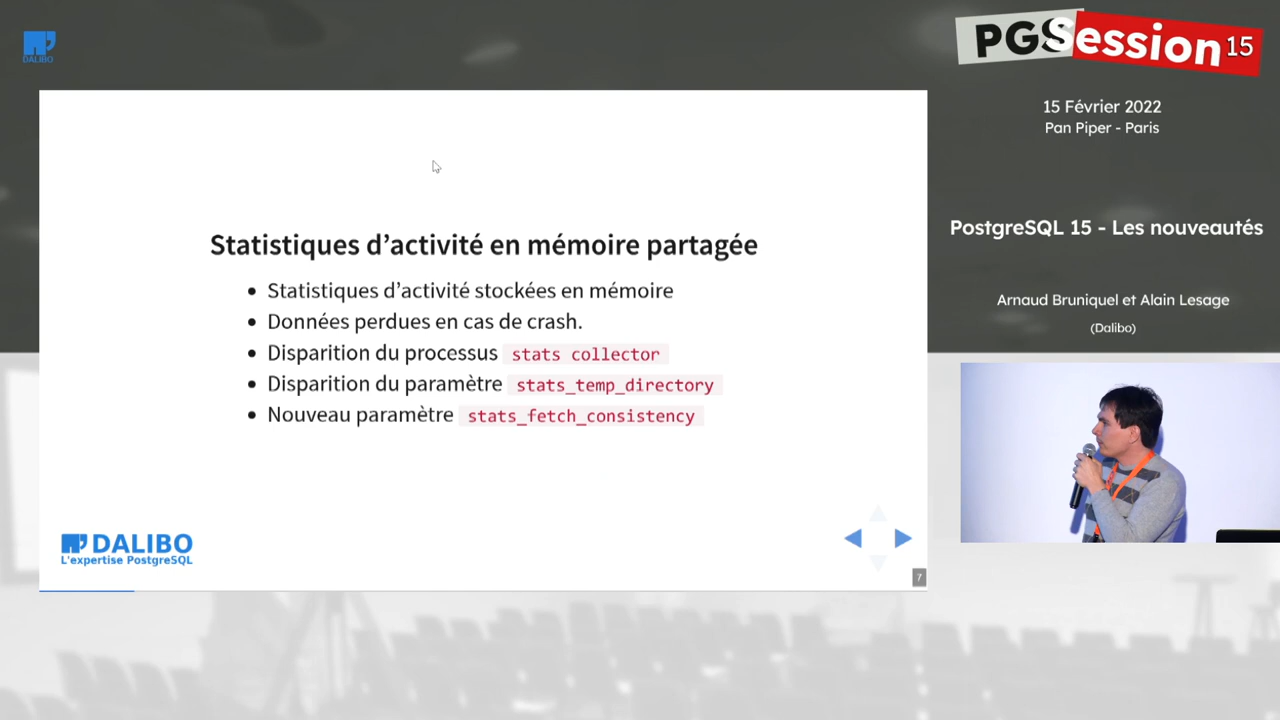 DALIBO
PGSession 15
15 Février 2022
Pan Piper - Paris
PostgreSQL 15 - Les nouveautés
Arnaud Bruniquel et Alain Lesage
(Dalibo)
Statistiques d’activité en mémoire partagée
Statistiques d’activité stockées en mémoire
Données perdues en cas de crash.
Disparition du processus stats collector
Disparition du paramètre stats_temp_directory
Nouveau paramètre stats_fetch_consistency
DALIBO
L'expertise PostgreSQL
7